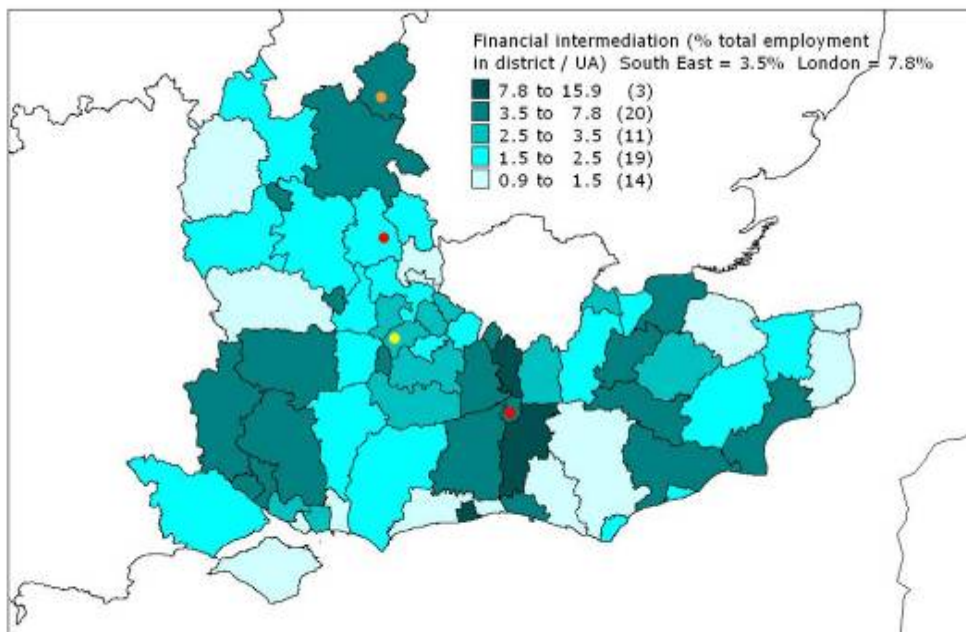 Financial intermediation (% total employment
in district / UA) South East = 3.5% London = 7.8%
7.8 to 15.9 (3)
3.5 to 7.8 (20)
2.5 to 3.5 (11)
1.5 to 2.5 (19)
0.9 to 1.5 (14)